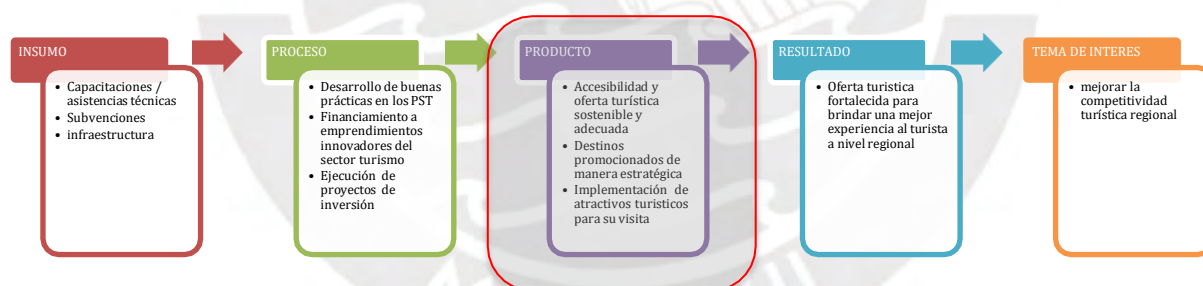 INSUMO
• Capacitaciones /
asistencias técnicas
• Subvenciones
• infraestructura
PROCESO
• Desarrollo de buenas
prácticas en los PST
• Financiamiento a
emprendimientos
innovadores del
sector turismo
• Ejecución de
proyectos de
inversión
PRODUCTO
• Accesibilidad y
oferta turística
sostenible y
adecuada
• Destinos
promocionados de
manera estratégica
• Implementación de
atractivos turisticos
para su visita
RESULTADO
• Oferta turistica
fortalecida para
brindar una mejor
experiencia al turista
a nivel regional
TEMA DE INTERES
• mejorar la
competitividad
turística regional